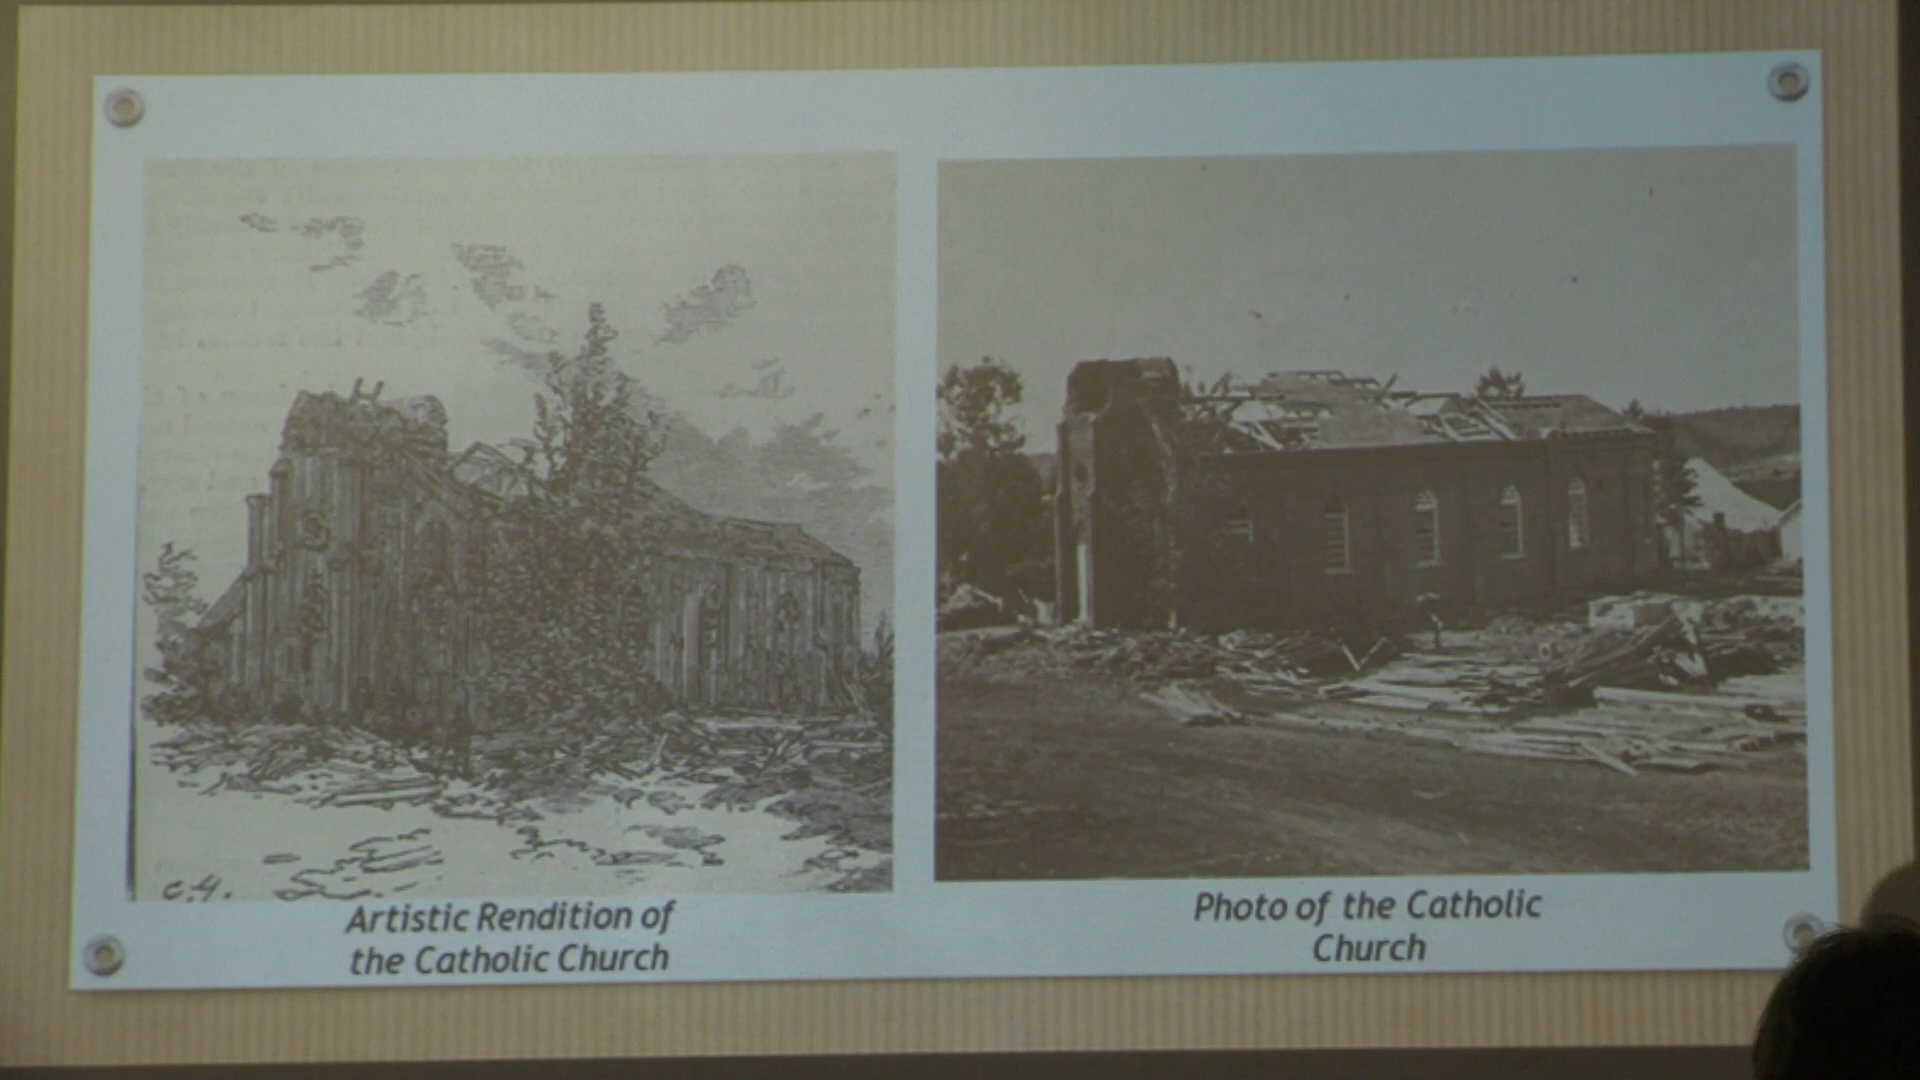 C.G.
Artistic Rendition of
the Catholic Church
Photo of the Catholic
Church